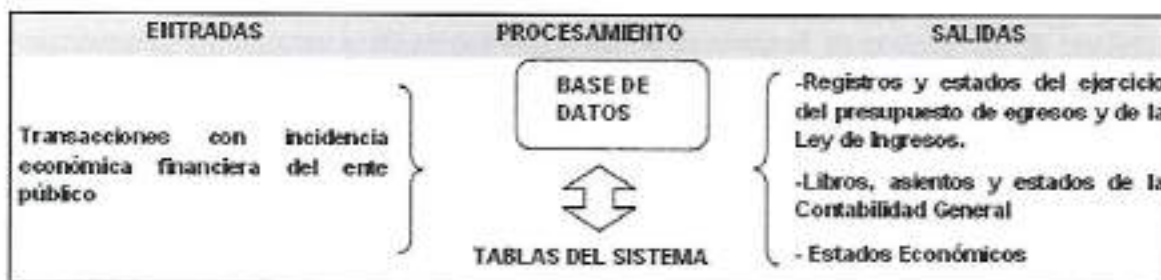 ENTRADAS
Transacciones con incidencia
económica financiera del ente
público
PROCESAMIENTO
BASE DE
DATOS
TABLAS DEL SISTEMA
SALIDAS
-Registros y estados del ejercicio
del presupuesto de egresos y de la
Ley de Ingresos.
-Libros, asientos y estados de la
Contabilidad General
- Estados Económicos